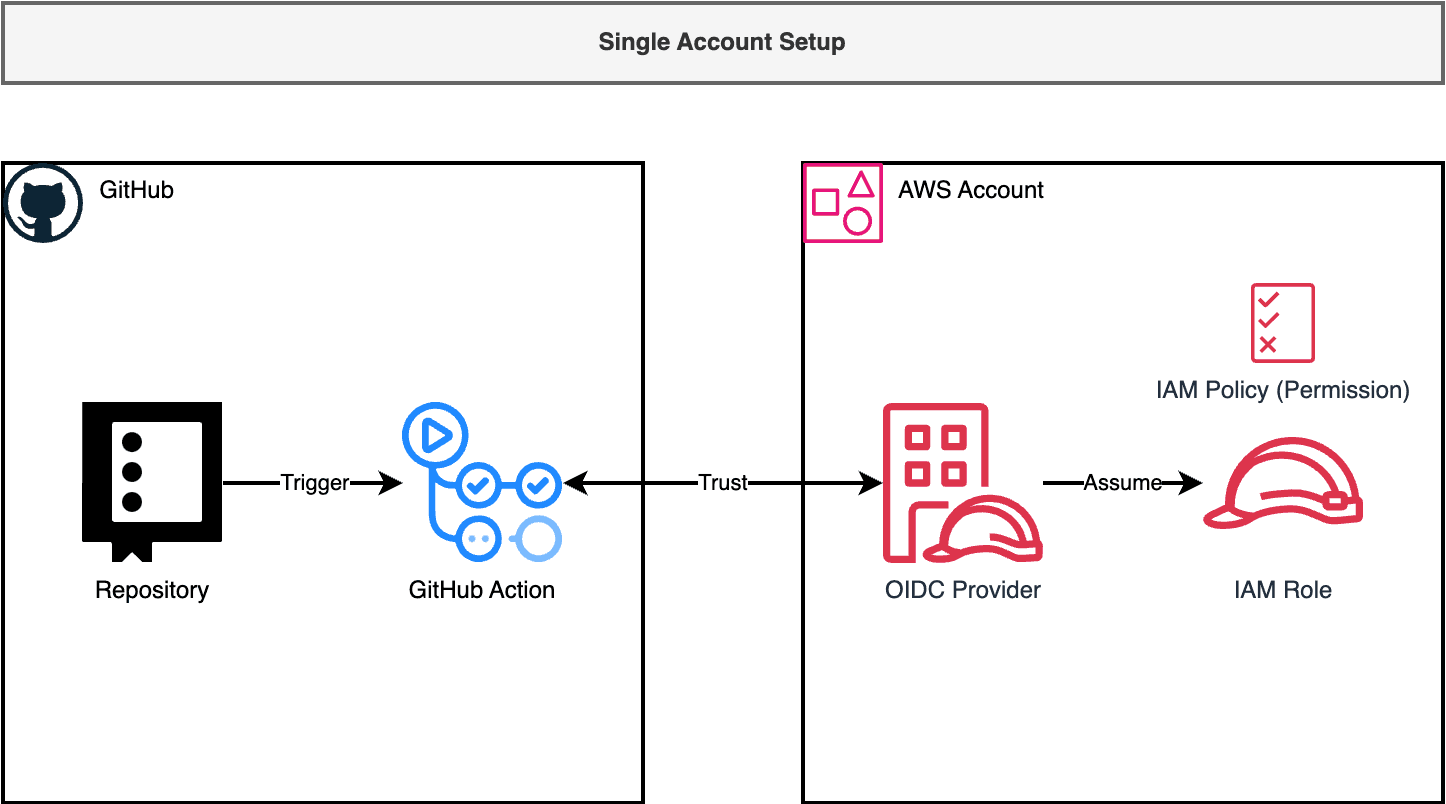 Single Account Setup
GitHub
AWS Account
IAM Policy (Permission)
Trigger
Trust
Assume
Repository
GitHub Action
OIDC Provider
IAM Role